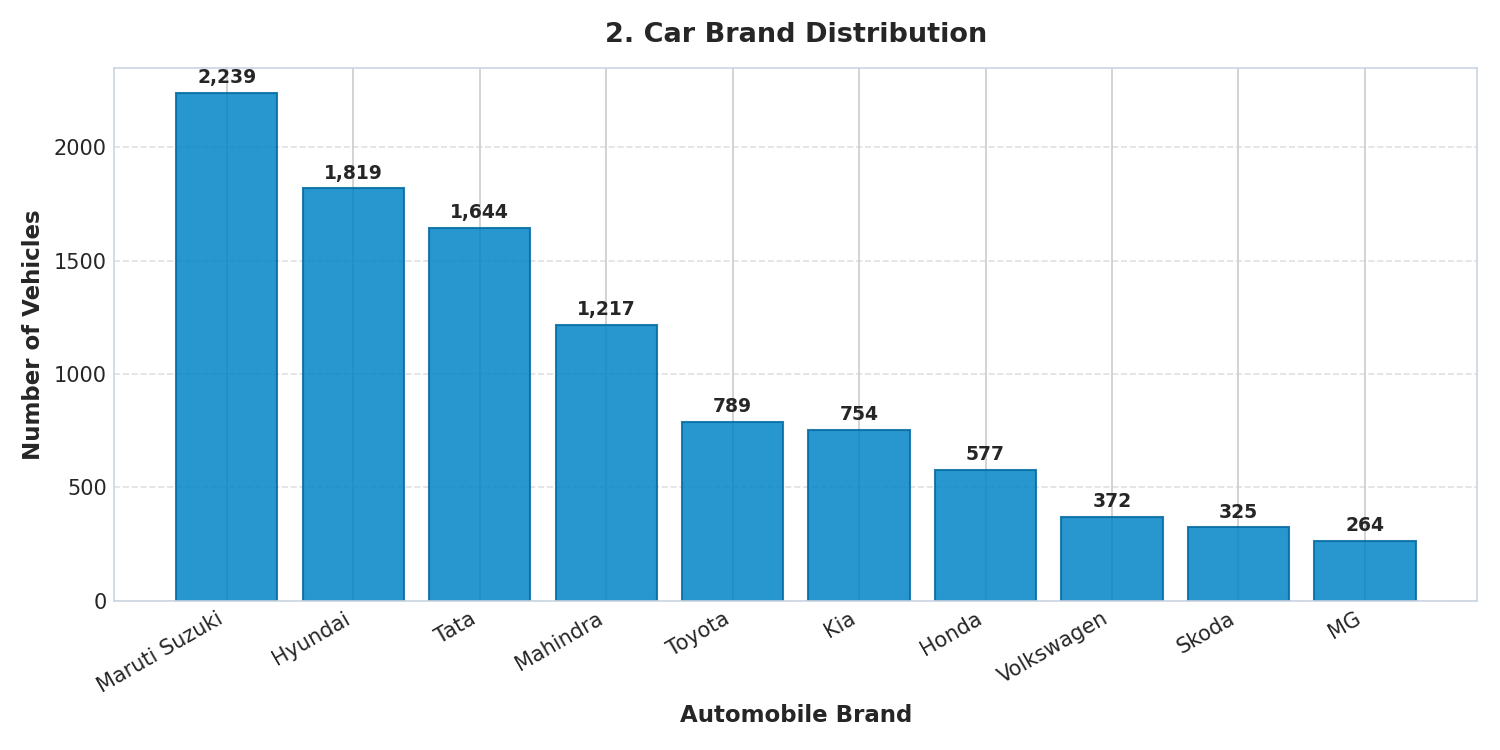 2. Car Brand Distribution
2,239
1,819
1,644
1,217
789
754
577
372
325
264
Number of Vehicles
2000
1500
1000
500
0
Maruti Suzuki
Hyundai
Tata
Mahindra
Toyota
Kia
Honda
Volkswagen
Skoda
MG
Automobile Brand